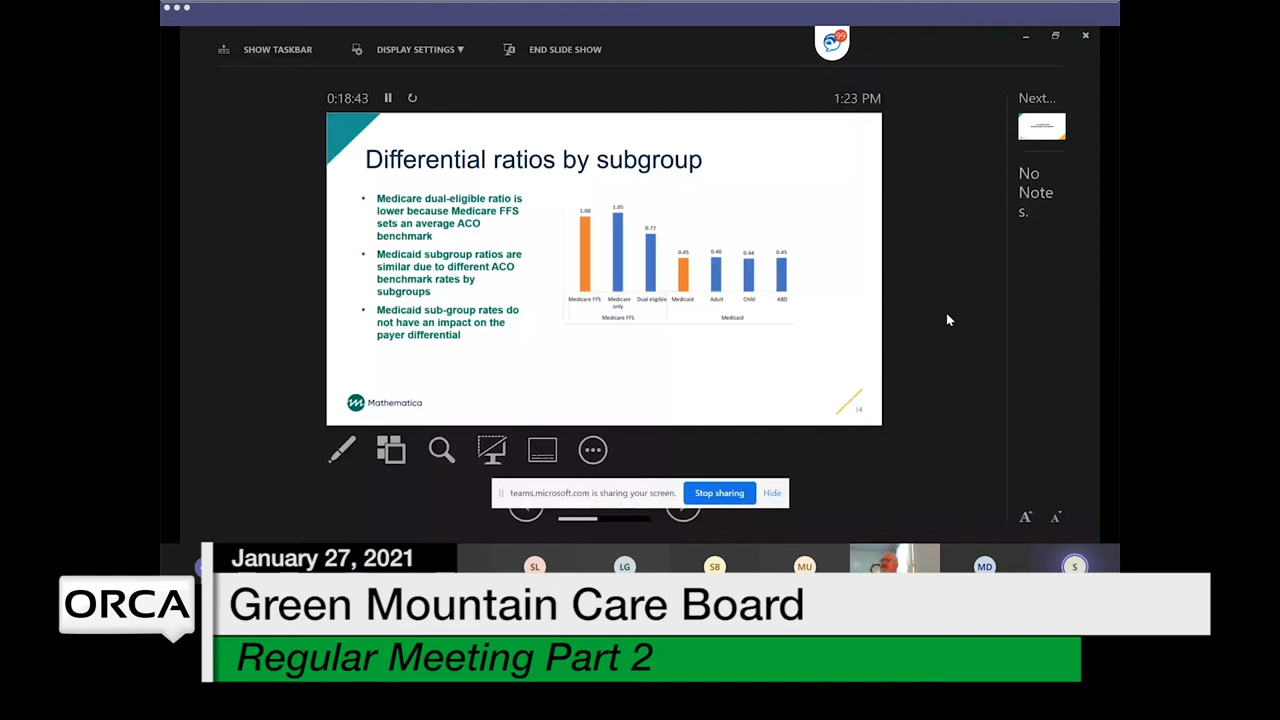 SHOW TASKBAR
DISPLAY SETTINGS ▼
END SLIDE SHOW
99
0:18:43
1:23 PM
Next...
Differential ratios by subgroup
• Medicare dual-eligible ratio is
lower because Medicare FFS
sets an average ACO
benchmark
• Medicaid subgroup ratios are
similar due to different ACO
benchmark rates by
subgroups
• Medicaid sub-group rates do
not have an impact on the
payer differential
1.00
1.05
0.77
0.45
0.46
0.44
0.45
Medicare FFS
Medicare
only
Dual eligible
Medicaid
Adult
Child
ABD
Medicare FFS
Medicaid
Mathematica
14
No
Note
s.
teams.microsoft.com is sharing your screen.
Stop sharing
Hide
A
A
SL
LG
SB
MU
MD
S
January 27, 2021
ORCA
Green Mountain Care Board
Regular Meeting Part 2